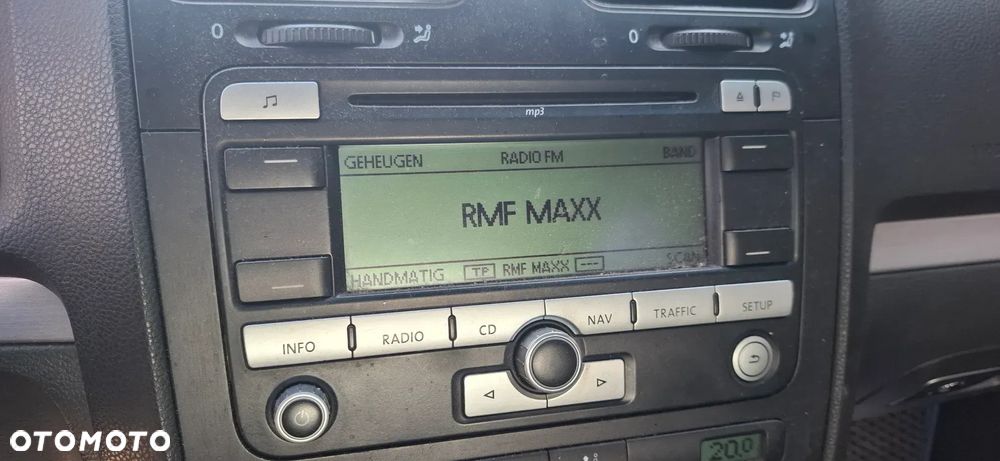 0
0
mp3
GEHEUGEN RADIO FM BAND
RMF MAXX
SCAN
HANDMATIG TP RMF MAXX ---
INFO RADIO CD NAV TRAFFIC SETUP
20.0
OTOMOTO